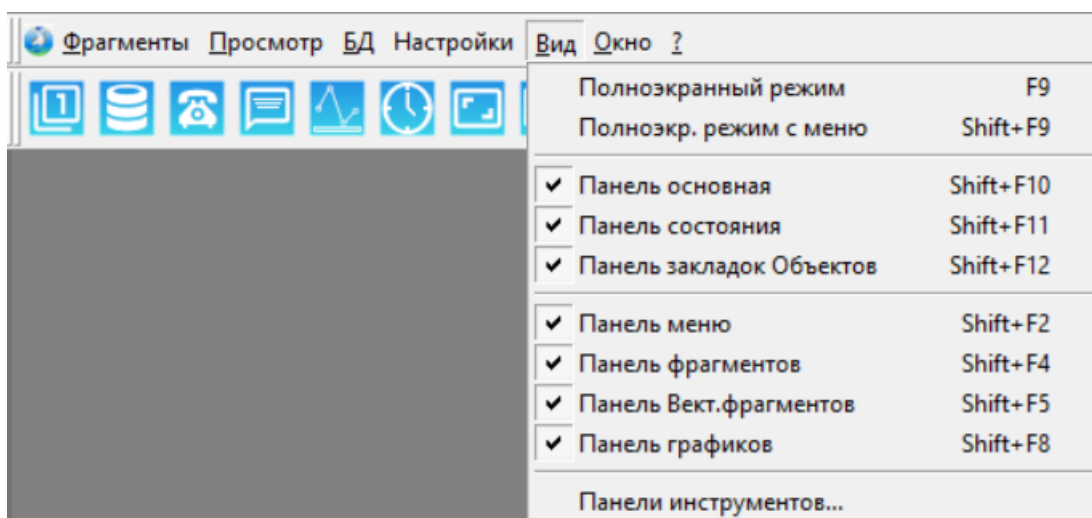 Фрагменты Просмотр БД Настройки Вид Окно ?
1
Полноэкранный режим F9
Полноэкр. режим с меню Shift+F9
Панель основная Shift+F10
Панель состояния Shift+F11
Панель закладок Объектов Shift+F12
Панель меню Shift+F2
Панель фрагментов Shift+F4
Панель Вект.фрагментов Shift+F5
Панель графиков Shift+F8
Панели инструментов...